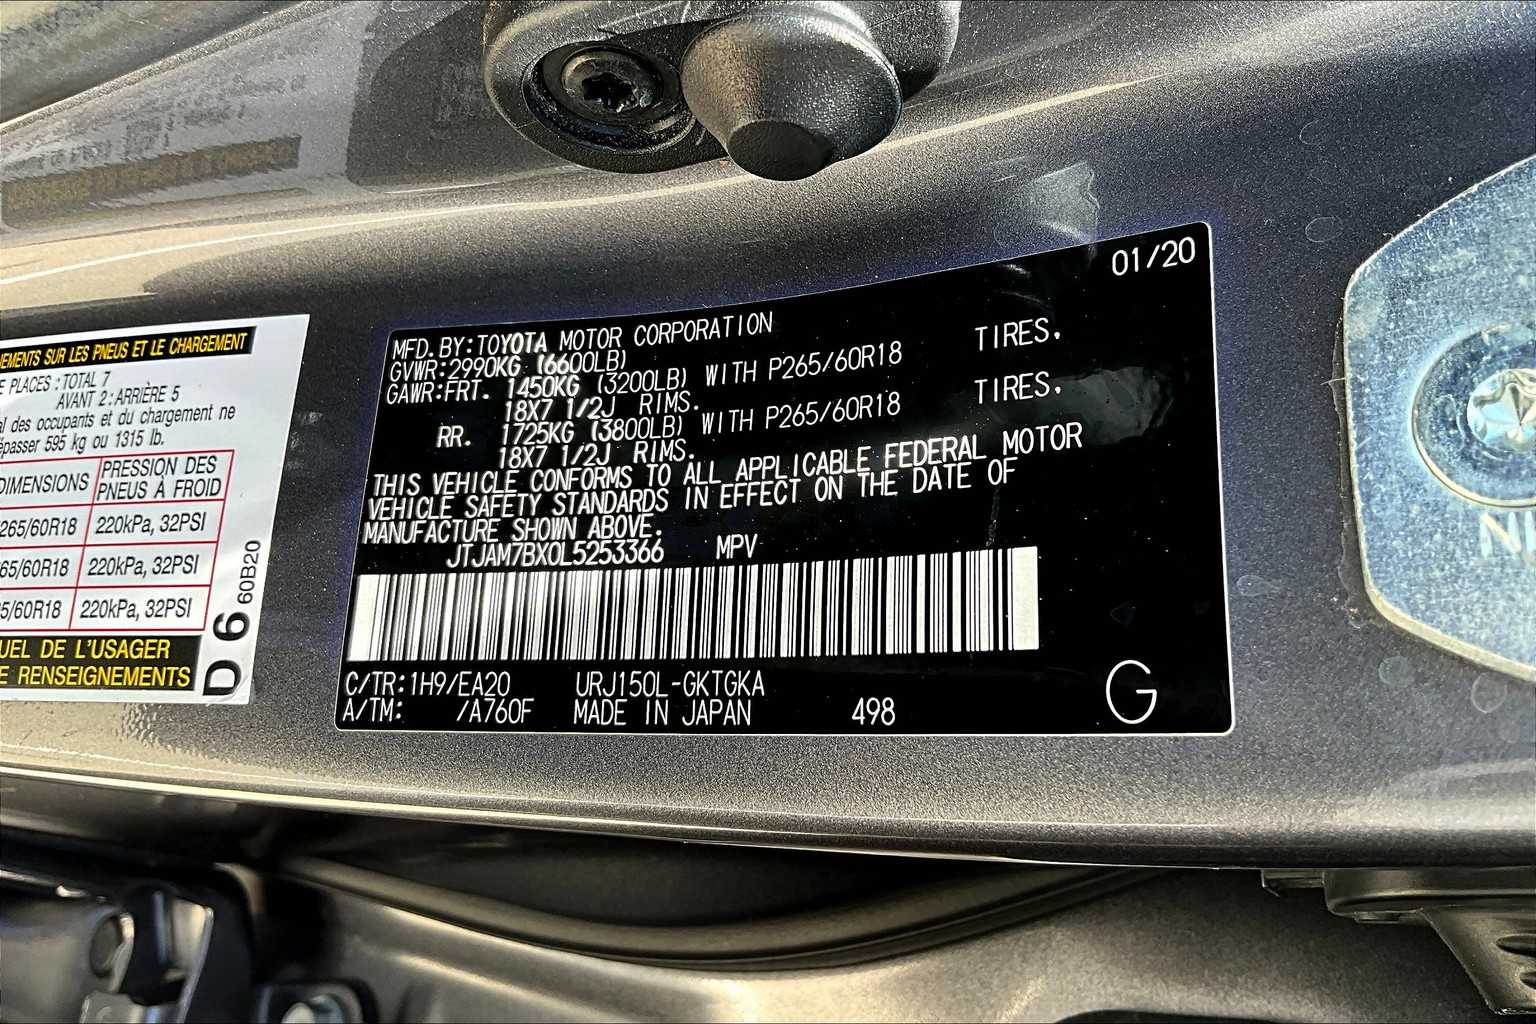 EMENTS SUR LES PNEUS ET LE CHARGEMENT
E PLACES : TOTAL 7
AVANT 2 : ARRIÈRE 5
al des occupants et du chargement ne
épasser 595 kg ou 1315 lb.
DIMENSIONS PRESSION DES PNEUS À FROID
265/60R18 220kPa, 32PSI
65/60R18 220kPa, 32PSI
5/60R18 220kPa, 32PSI
UEL DE L'USAGER
E RENSEIGNEMENTS
D 6 60B20
01/20
MFD. BY: TOYOTA MOTOR CORPORATION
GVWR: 2990KG (6600LB)
GAWR: FRT. 1450KG (3200LB) WITH P265/60R18 TIRES,
18X7 1/2J RIMS.
RR. 1725KG (3800LB) WITH P265/60R18 TIRES,
18X7 1/2J RIMS.
THIS VEHICLE CONFORMS TO ALL APPLICABLE FEDERAL MOTOR
VEHICLE SAFETY STANDARDS IN EFFECT ON THE DATE OF
MANUFACTURE SHOWN ABOVE.
JTJAM7BX0L5253366 MPV
C/TR: 1H9/EA20 URJ150L-GKTGKA
A/TM: /A760F MADE IN JAPAN 498
G